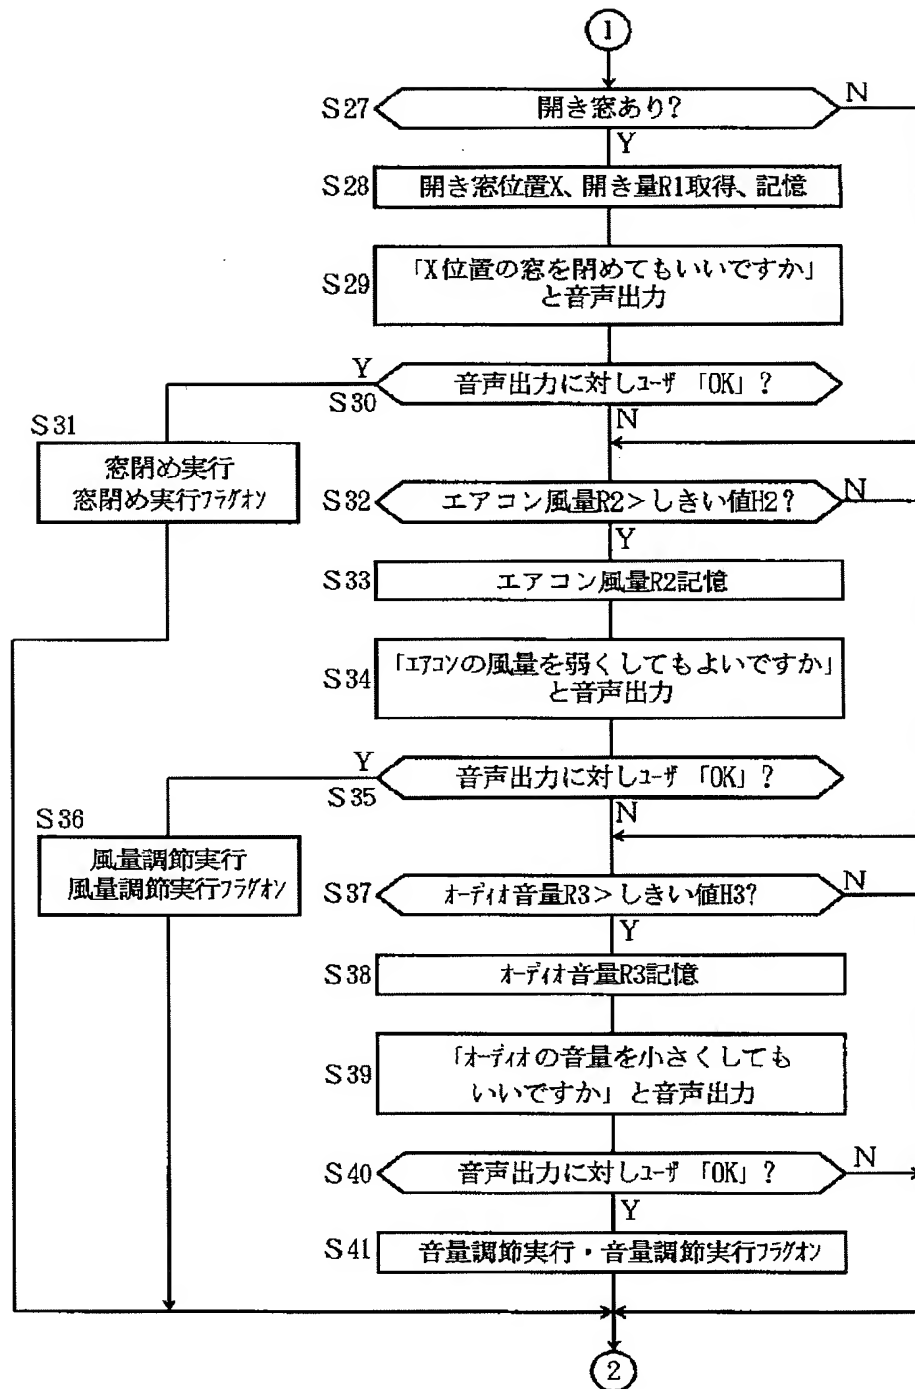 1
S27
開き窓あり?
N
Y
S28
開き窓位置X、開き量R1取得、記憶
S29
「X位置の窓を閉めてもいいですか」
と音声出力
Y
S30
音声出力に対しﾕｰｻﾞ「OK」?
N
S31
窓閉め実行
窓閉め実行ﾌﾗｸﾞｵﾝ
S32
エアコン風量R2>しきい値H2?
N
Y
S33
エアコン風量R2記憶
S34
「ｴｱｺﾝの風量を弱くしてもよいですか」
と音声出力
Y
S35
音声出力に対しﾕｰｻﾞ「OK」?
N
S36
風量調節実行
風量調節実行ﾌﾗｸﾞｵﾝ
S37
ｵｰﾃﾞｨｵ音量R3>しきい値H3?
N
Y
S38
ｵｰﾃﾞｨｵ音量R3記憶
S39
「ｵｰﾃﾞｨｵの音量を小さくしても
いいですか」と音声出力
S40
音声出力に対しﾕｰｻﾞ「OK」?
N
Y
S41
音量調節実行・音量調節実行ﾌﾗｸﾞｵﾝ
2